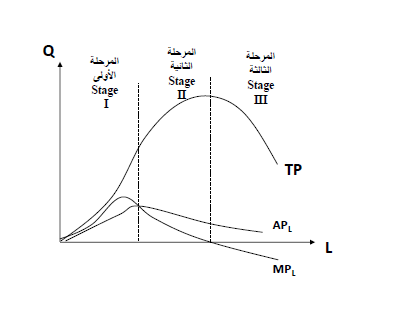 Q
المرحلة
الأولى
Stage
I
المرحلة
الثانية
Stage
II
المرحلة
الثالثة
Stage
III
TP
APL
L
MPL